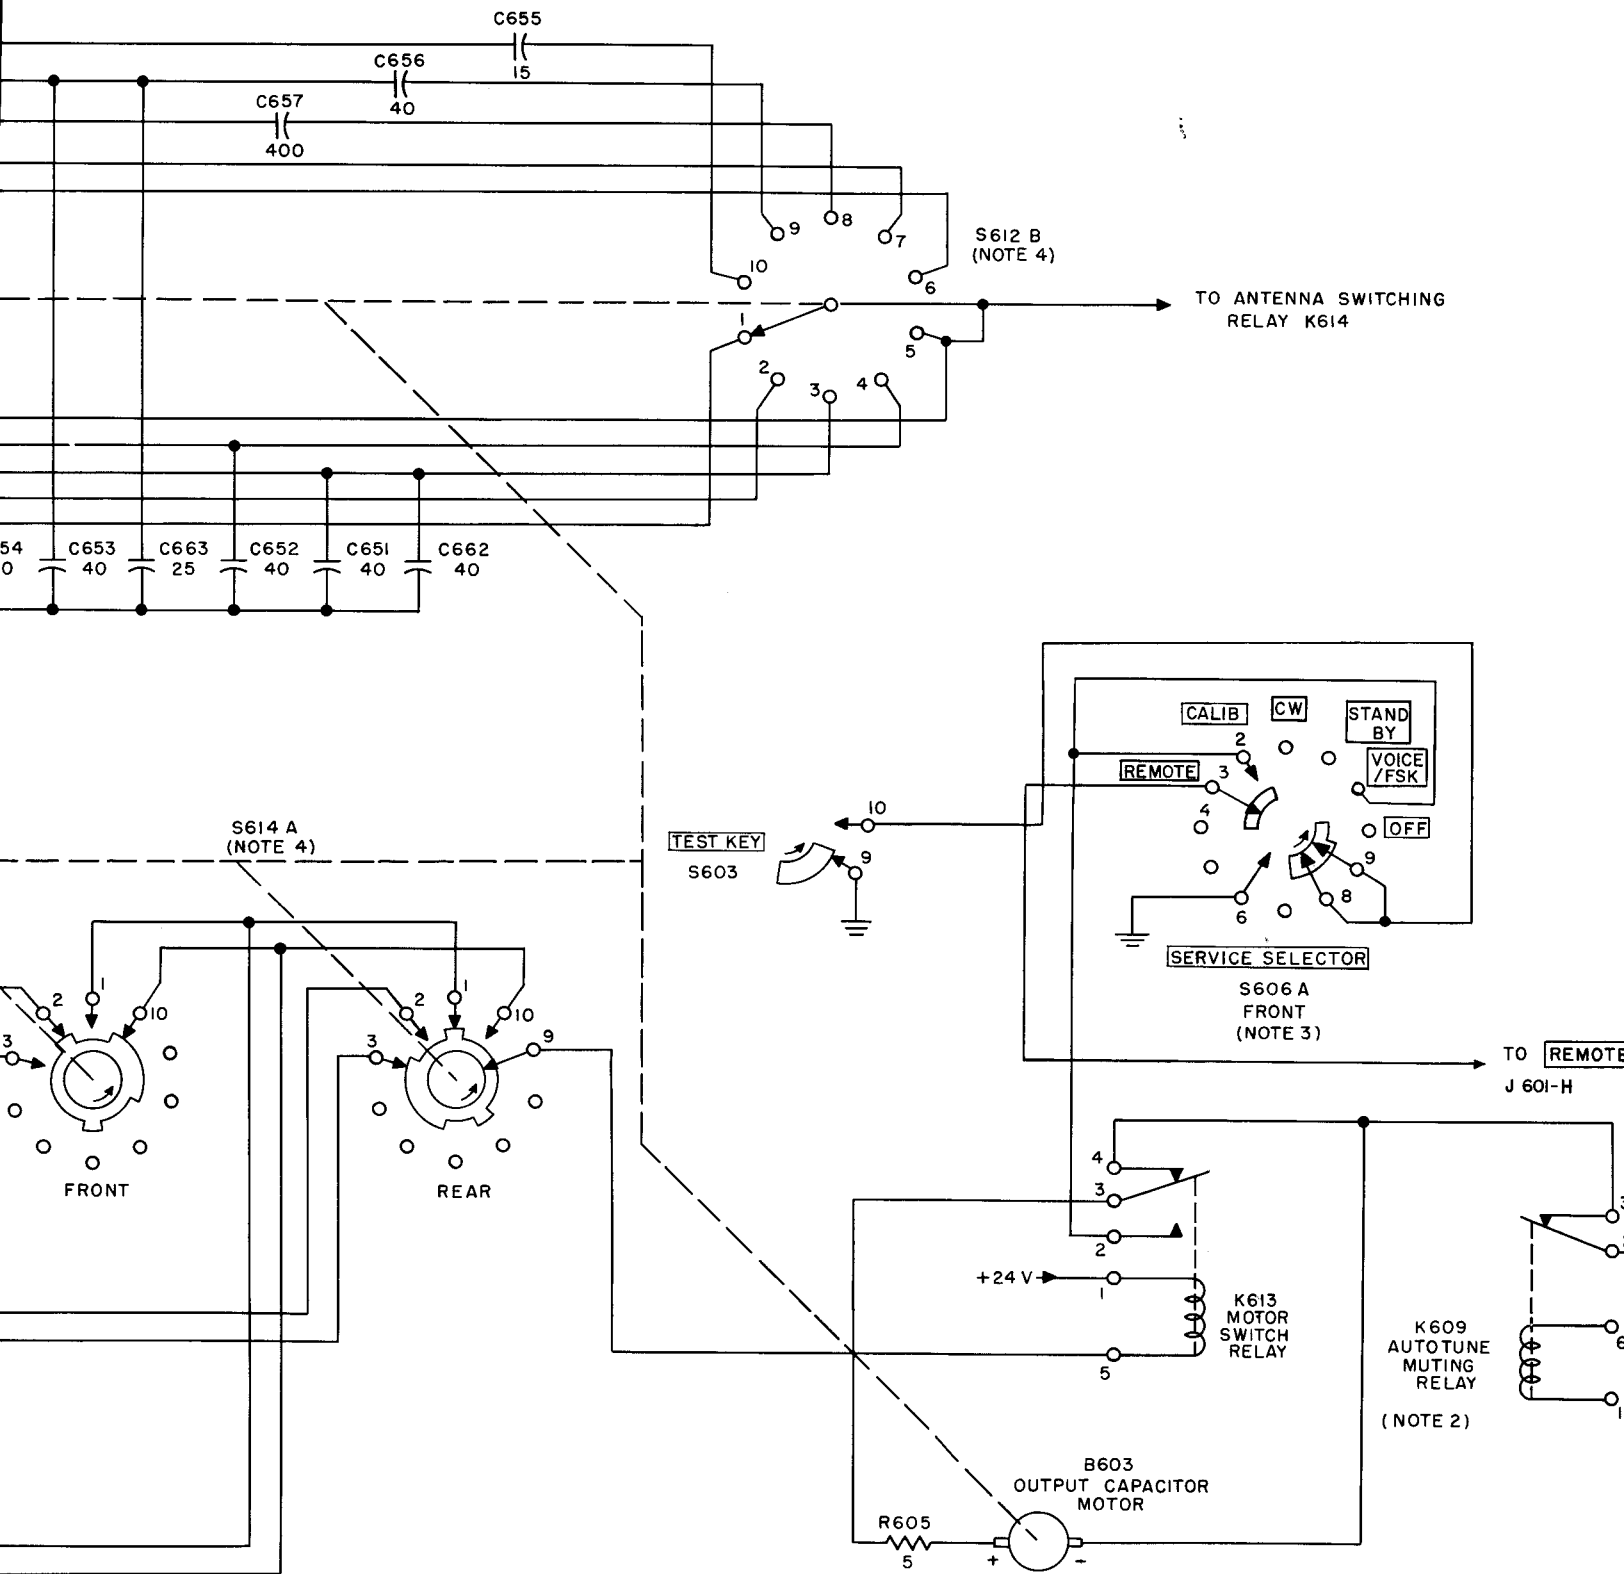 C655
15
C656
40
C657
400
9
8
7
S612 B
(NOTE 4)
10
6
1
TO ANTENNA SWITCHING
RELAY K614
5
2
3
4
54
0
C653
40
C663
25
C652
40
C651
40
C662
40
CALIB
CW
STAND
BY
2
VOICE
/FSK
REMOTE
3
4
OFF
10
TEST KEY
S603
9
9
8
6
SERVICE SELECTOR
S606 A
FRONT
(NOTE 3)
S614 A
(NOTE 4)
2
1
10
3
FRONT
2
1
10
3
9
REAR
TO REMOTE
J 601-H
4
3
2
+24 V
1
K613
MOTOR
SWITCH
RELAY
5
3
K609
AUTOTUNE
MUTING
RELAY
(NOTE 2)
6
1
B603
OUTPUT CAPACITOR
MOTOR
R605
5
+
-